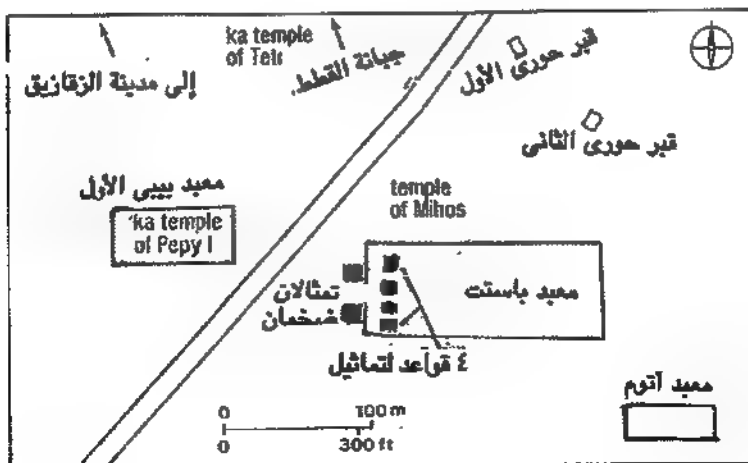 ka temple
of Teti
جبانة القطط
إلى مدينة الزقازيق
قبر حورى الأول
قبر حورى الثانى
معبد بيبى الأول
ka temple
of Pepy I
temple
of Mihos
تمثالان
ضخمان
معبد باستت
٤ قواعد لتماثيل
معبد آتوم
0 100 m
0 300 ft